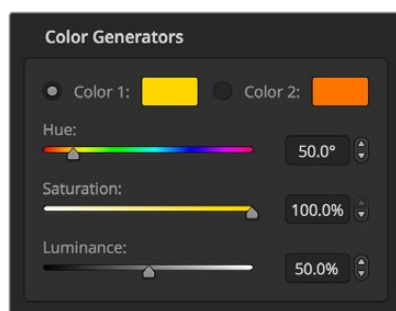 Color Generators
Color 1: Color 2:
Hue:
50.0°
Saturation:
100.0%
Luminance:
50.0%